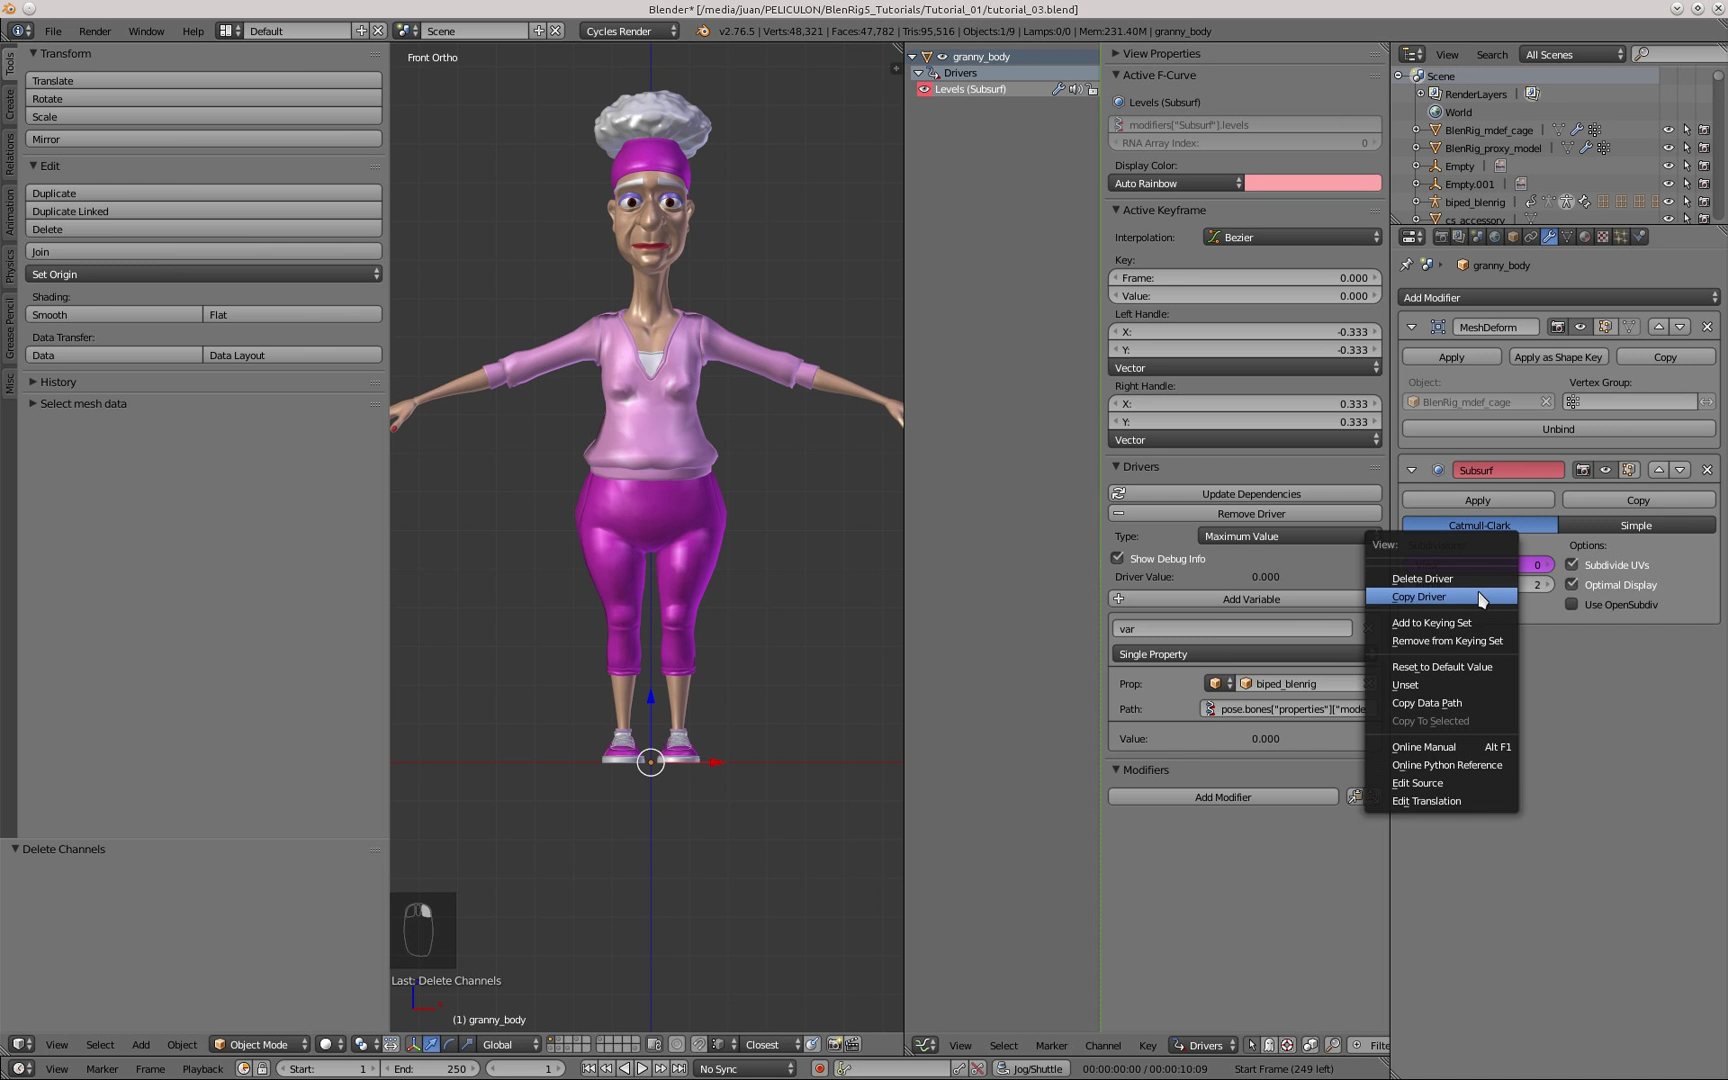 Blender* [/media/juan/PELICULON/BlenRig5_Tutorials/Tutorial_01/tutorial_03.blend]
File Render Window Help Default Scene Cycles Render v2.76.5 | Verts:48,321 | Faces:47,782 | Tris:95,516 | Objects:1/9 | Lamps:0/0 | Mem:231.40M | granny_body
Tools
Create
Relations
Animation
Physics
Grease Pencil
Misc
Transform
Translate
Rotate
Scale
Mirror
Edit
Duplicate
Duplicate Linked
Delete
Join
Set Origin
Shading:
Smooth Flat
Data Transfer:
Data Data Layout
History
Select mesh data
Delete Channels
Front Ortho
Last: Delete Channels
(1) granny_body
granny_body
Drivers
Levels (Subsurf)
View Properties
Active F-Curve
Levels (Subsurf)
modifiers["Subsurf"].levels
RNA Array Index: 0
Display Color:
Auto Rainbow
Active Keyframe
Interpolation: Bezier
Key:
Frame: 0.000
Value: 0.000
Left Handle:
X: -0.333
Y: -0.333
Vector
Right Handle:
X: 0.333
Y: 0.333
Vector
Drivers
Update Dependencies
Remove Driver
Type: Maximum Value
Show Debug Info
Driver Value: 0.000
Add Variable
var
Single Property
Prop: biped_blenrig
Path: pose.bones["properties"]["mode
Value: 0.000
Modifiers
Add Modifier
View Search All Scenes
Scene
RenderLayers
World
BlenRig_mdef_cage
BlenRig_proxy_model
Empty
Empty.001
biped_blenrig
cs_accessory
granny_body
Add Modifier
MeshDeform
Apply Apply as Shape Key Copy
Object: Vertex Group:
BlenRig_mdef_cage
Unbind
Subsurf
Apply Copy
Catmull-Clark Simple
Options:
0 Subdivide UVs
2 Optimal Display
Use OpenSubdiv
View:
Delete Driver
Copy Driver
Add to Keying Set
Remove from Keying Set
Reset to Default Value
Unset
Copy Data Path
Copy To Selected
Online Manual Alt F1
Online Python Reference
Edit Source
Edit Translation
View Select Add Object Object Mode Global Closest
View Select Marker Channel Key Drivers Filte
View Marker Frame Playback Start: 1 End: 250 1 No Sync Jog/Shuttle 00:00:00:00 / 00:00:10:09 Start Frame (249 left)